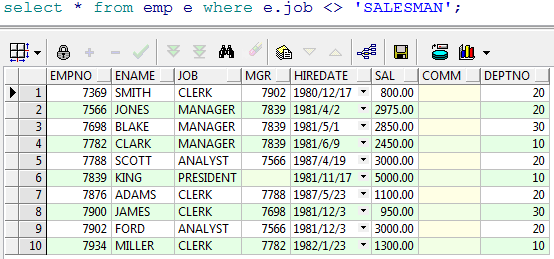 select * from emp e where e.job <> 'SALESMAN';
EMPNO ENAME JOB MGR HIREDATE SAL COMM DEPTNO
1 7369 SMITH CLERK 7902 1980/12/17 800.00 20
2 7566 JONES MANAGER 7839 1981/4/2 2975.00 20
3 7698 BLAKE MANAGER 7839 1981/5/1 2850.00 30
4 7782 CLARK MANAGER 7839 1981/6/9 2450.00 10
5 7788 SCOTT ANALYST 7566 1987/4/19 3000.00 20
6 7839 KING PRESIDENT 1981/11/17 5000.00 10
7 7876 ADAMS CLERK 7788 1987/5/23 1100.00 20
8 7900 JAMES CLERK 7698 1981/12/3 950.00 30
9 7902 FORD ANALYST 7566 1981/12/3 3000.00 20
10 7934 MILLER CLERK 7782 1982/1/23 1300.00 10